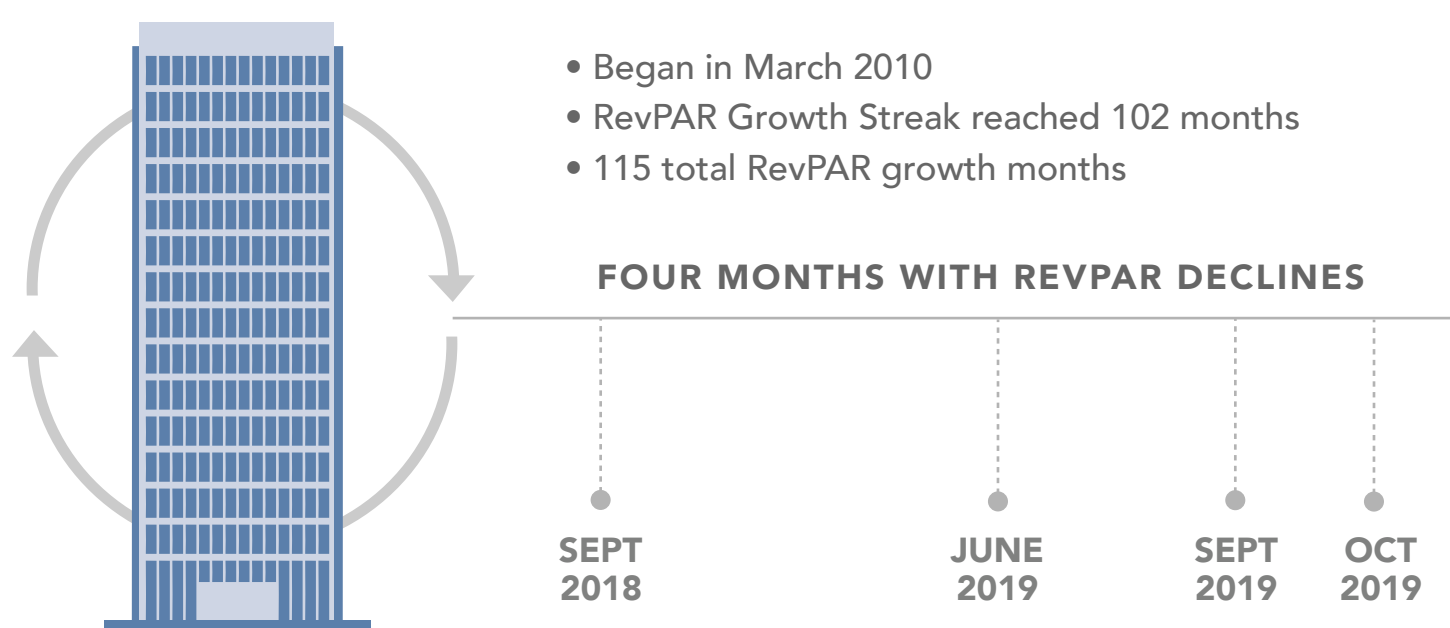 • Began in March 2010
• RevPAR Growth Streak reached 102 months
• 115 total RevPAR growth months
FOUR MONTHS WITH REVPAR DECLINES
SEPT
2018
JUNE
2019
SEPT
2019
OCT
2019